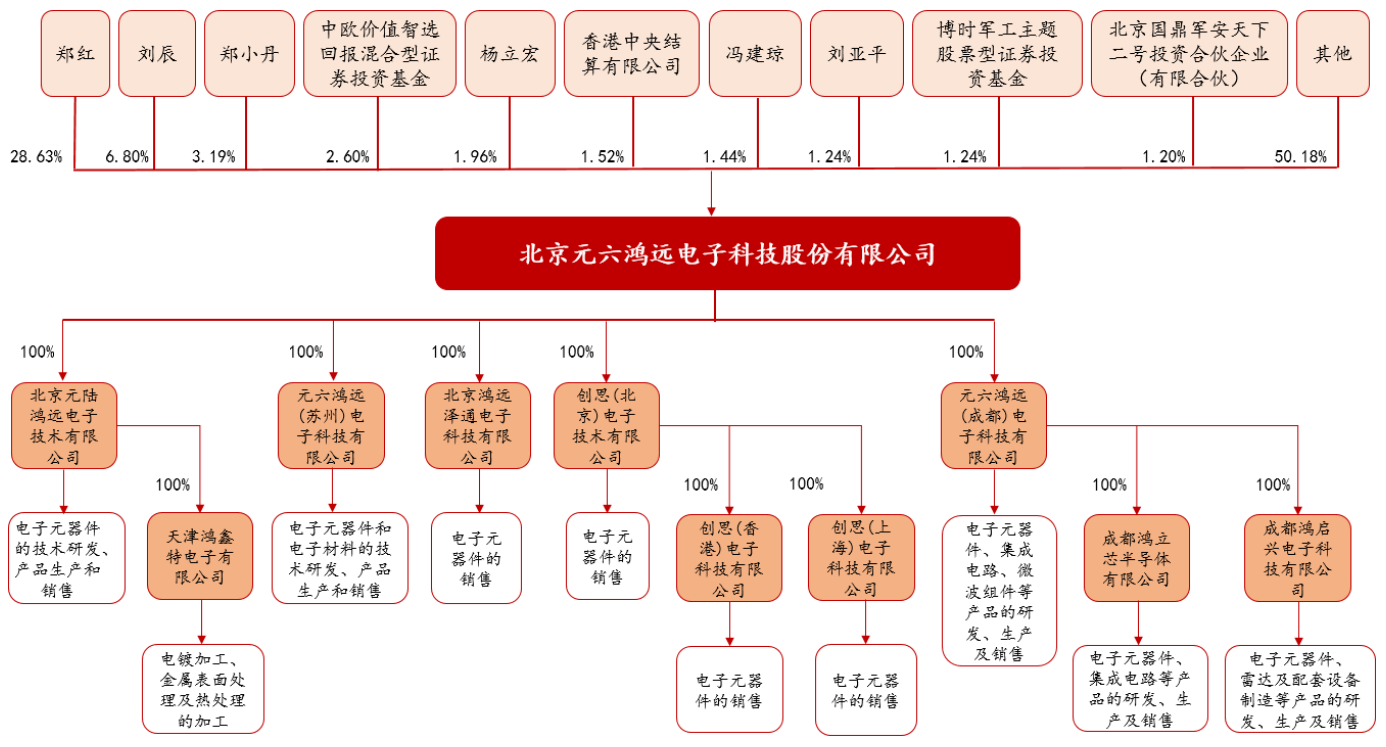 郑红
刘辰
郑小丹
中欧价值智选
回报混合型证
券投资基金
杨立宏
香港中央结
算有限公司
冯建琼
刘亚平
博时军工主题
股票型证券投
资基金
北京国鼎军安天下
二号投资合伙企业
（有限合伙）
其他
28.63%
6.80%
3.19%
2.60%
1.96%
1.52%
1.44%
1.24%
1.24%
1.20%
50.18%
北京元六鸿远电子科技股份有限公司
100%
100%
100%
100%
100%
北京元陆
鸿远电子
技术有限
公司
元六鸿远
(苏州)电
子科技有
限公司
北京鸿远
泽通电子
科技有限
公司
创思(北
京)电子
技术有限
公司
元六鸿远
(成都)电
子科技有
限公司
100%
100%
100%
100%
100%
电子元器件
的技术研发、
产品生产和
销售
天津鸿鑫
特电子有
限公司
电子元器件和
电子材料的技
术研发、产品
生产和销售
电子元
器件的
销售
电子元
器件的
销售
创思(香
港)电子
科技有限
公司
创思(上
海)电子
科技有限
公司
电子元器
件、集成
电路、微
波组件等
产品的研
发、生产
及销售
成都鸿立
芯半导体
有限公司
成都鸿启
兴电子科
技有限公
司
电镀加工、
金属表面处
理及热处理
的加工
电子元器
件的销售
电子元器
件的销售
电子元器件、
集成电路等产
品的研发、生
产及销售
电子元器件、
雷达及配套设备
制造等产品的研
发、生产及销售